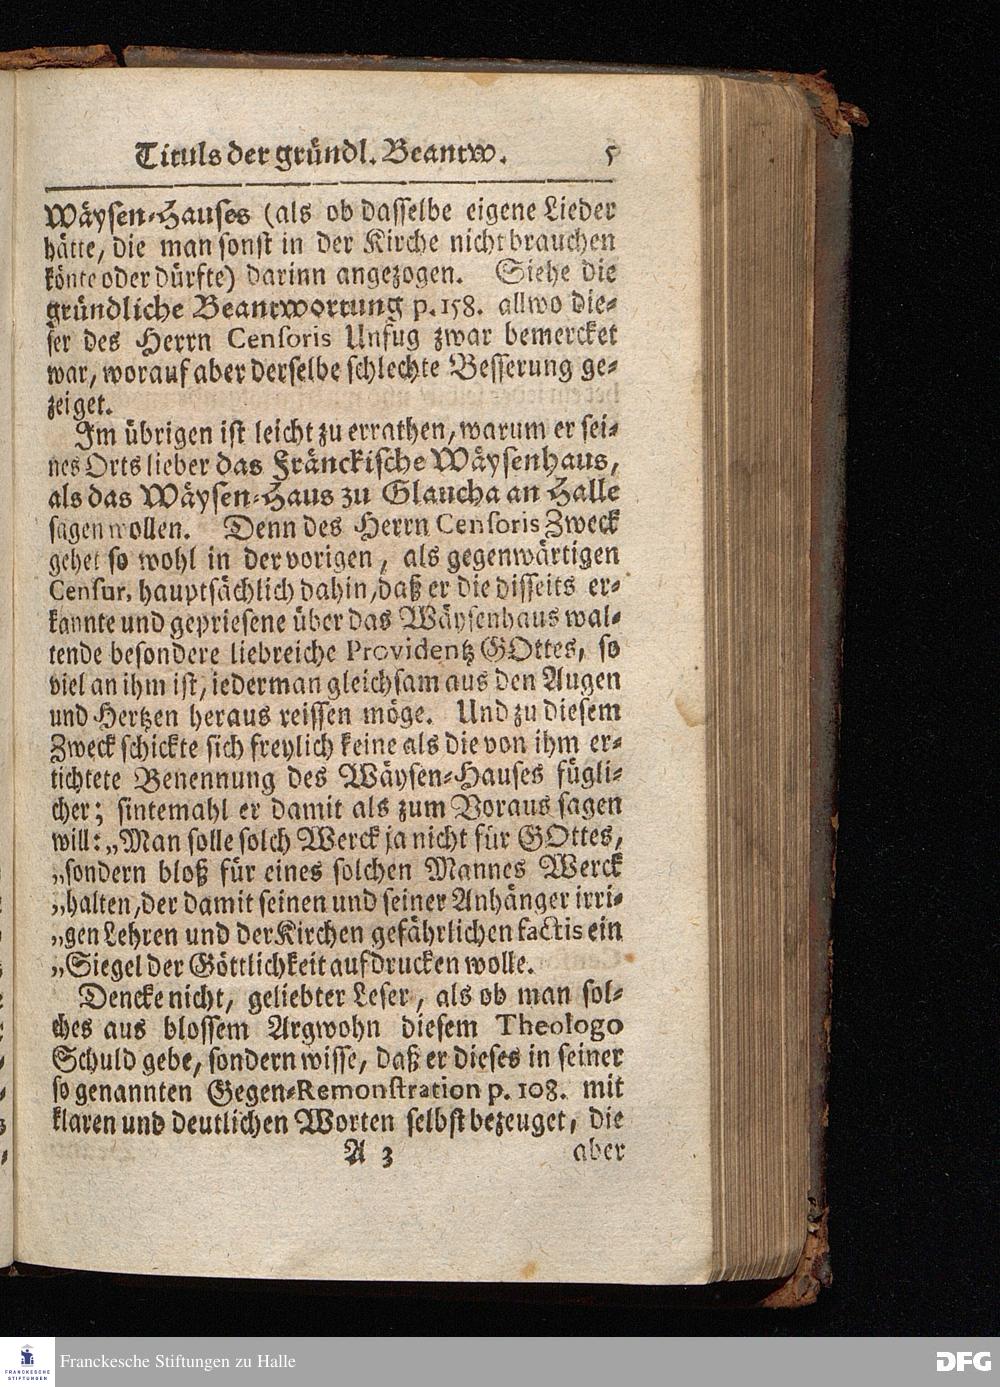 Tituls der gründl. Beantw. 5
Wäysen-Hauses (als ob dasselbe eigene Lieder
hätte, die man sonst in der Kirche nicht brauchen
könte oder dürfte) darinn angezogen. Siehe die
gründliche Beantwortung p. 158. allwo die-
ser des Herrn Censoris Unfug zwar bemercket
war, worauf aber derselbe schlechte Besserung ge-
zeiget.
Im übrigen ist leicht zu errathen, warum er sei-
nes Orts lieber das Fränckische Wäysenhaus,
als das Wäysen-Haus zu Glaucha an Halle
sagen wollen. Denn des Herrn Censoris Zweck
gehet so wohl in der vorigen, als gegenwärtigen
Censur, hauptsächlich dahin, daß er die disseits er-
kannte und gepriesene über das Wäysenhaus wal-
tende besondere liebreiche Providentz GOttes, so
viel an ihm ist, iederman gleichsam aus den Augen
und Hertzen heraus reissen möge. Und zu diesem
Zweck schickte sich freylich keine als die von ihm er-
tichtete Benennung des Wäysen-Hauses fügli-
cher; sintemahl er damit als zum Voraus sagen
will: „Man solle solch Werck ja nicht für GOttes,
„sondern bloß für eines solchen Mannes Werck
„halten, der damit seinen und seiner Anhänger irri-
„gen Lehren und der Kirchen gefährlichen factis ein
„Siegel der Göttlichkeit aufdrucken wolle.
Dencke nicht, geliebter Leser, als ob man sol-
ches aus blossem Argwohn diesem Theologo
Schuld gebe, sondern wisse, daß er dieses in seiner
so genannten Gegen-Remonstration p. 108. mit
klaren und deutlichen Worten selbst bezeuget, die
A 3 aber
FRANCKESCHE
STIFTUNGEN
Franckesche Stiftungen zu Halle
DFG